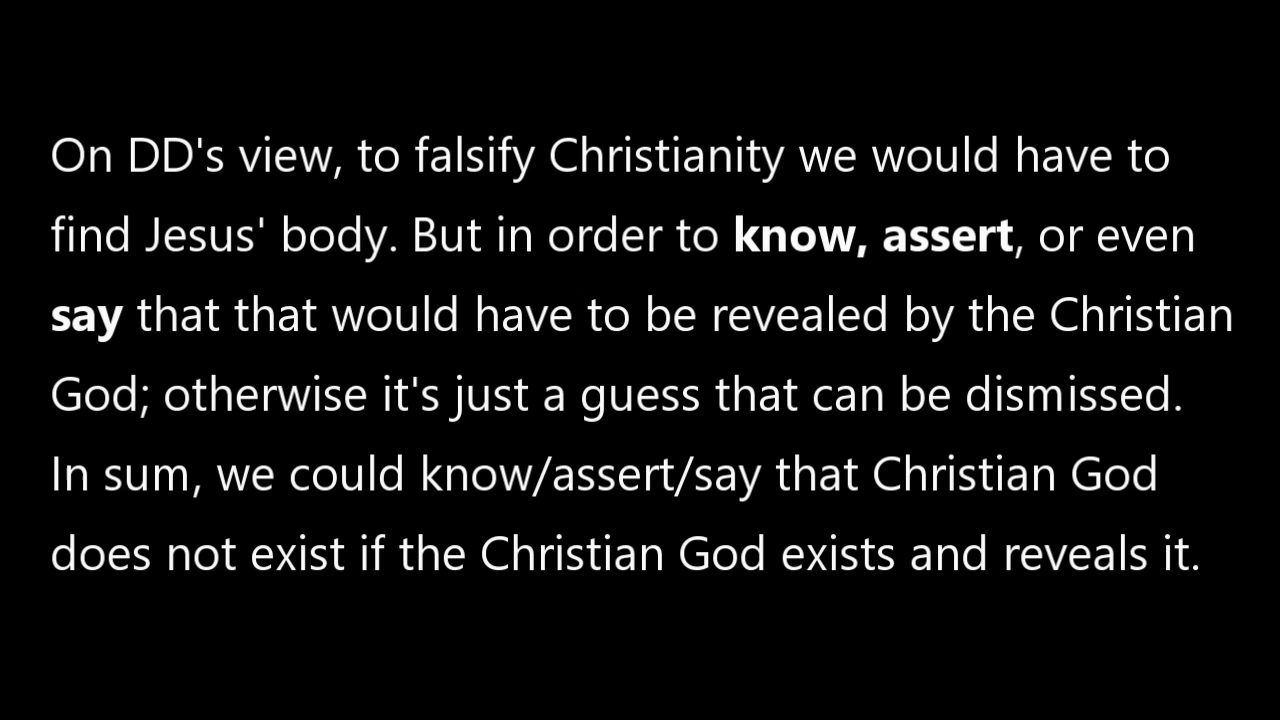 On DD's view, to falsify Christianity we would have to
find Jesus' body. But in order to know, assert, or even
say that that would have to be revealed by the Christian
God; otherwise it's just a guess that can be dismissed.
In sum, we could know/assert/say that Christian God
does not exist if the Christian God exists and reveals it.